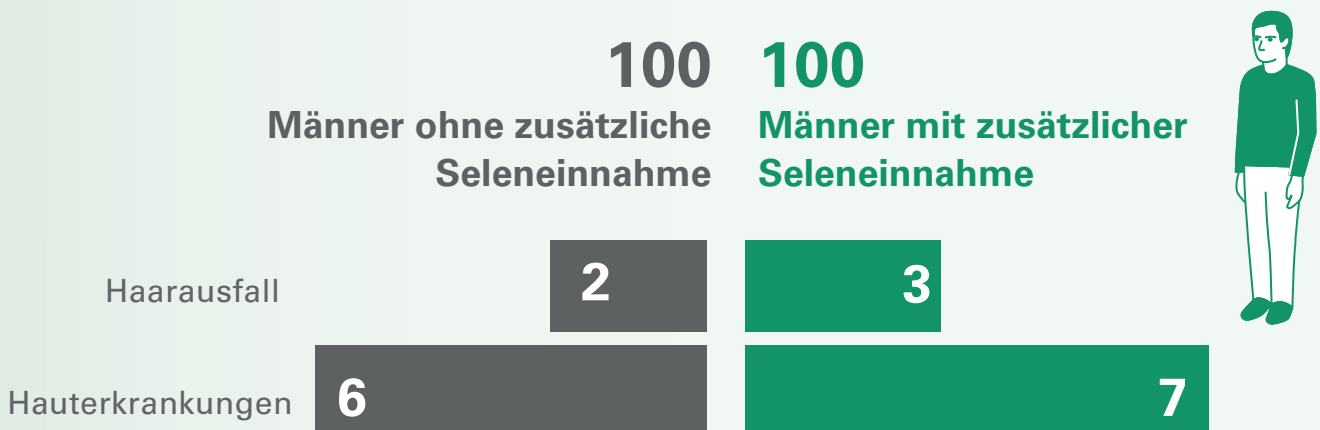 100
Männer ohne zusätzliche
Seleneinnahme
100
Männer mit zusätzlicher
Seleneinnahme
Haarausfall
2
3
Hauterkrankungen
6
7